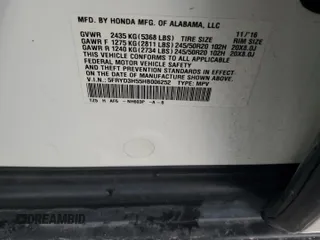 MFD. BY HONDA MFG. OF ALABAMA, LLC
GVWR 2435 KG (5368 LBS) TIRE SIZE 11/16 RIM SIZE
GAWR F 1275 KG (2811 LBS) 245/50R20 102H 20X8.0J
GAWR R 1240 KG (2734 LBS) 245/50R20 102H 20X8.0J
THIS VEHICLE CONFORMS TO ALL APPLICABLE
FEDERAL MOTOR VEHICLE SAFETY
AND THEFT PREVENTION STANDARDS IN EFFECT
ON THE DATE OF MANUFACTURE SHOWN ABOVE.
V.I.N.: 5FRYD3H55HB006252 TYPE: MPV
DREAMBID